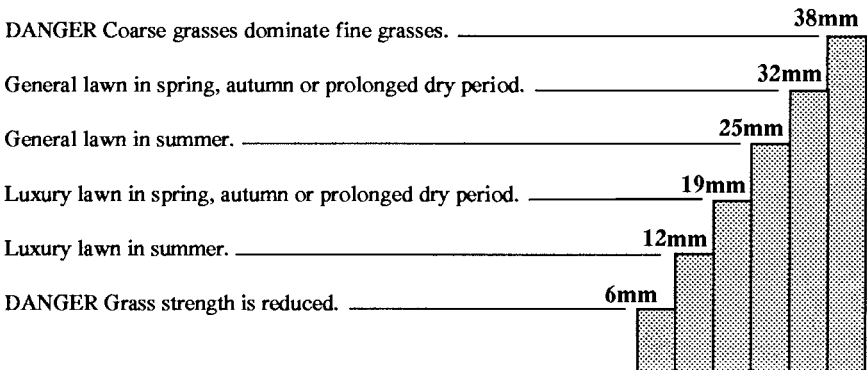 38mm
DANGER Coarse grasses dominate fine grasses.
32mm
General lawn in spring, autumn or prolonged dry period.
25mm
General lawn in summer.
19mm
Luxury lawn in spring, autumn or prolonged dry period.
12mm
Luxury lawn in summer.
6mm
DANGER Grass strength is reduced.